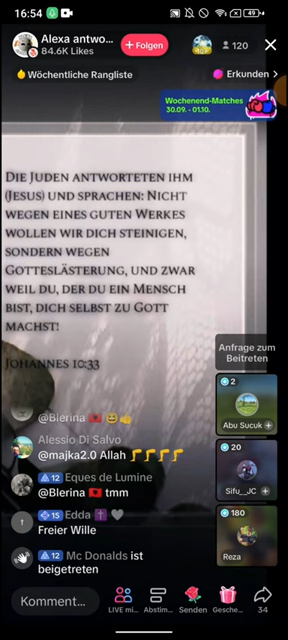 16:54
49
Alexa antwo...
84.6K Likes
+ Folgen
120
Wöchentliche Rangliste
Erkunden >
Wochenend-Matches
30.09. - 01.10.
Die Juden antworteten ihm
(Jesus) und sprachen: Nicht
wegen eines guten Werkes
wollen wir dich steinigen,
sondern wegen
Gotteslästerung, und zwar
weil du, der du ein Mensch
bist, dich selbst zu Gott
machst!
Johannes 10:33
Anfrage zum
Beitreten
2
Abu Sucuk +
20
Sifu__JC +
180
Reza
@Blerina 🇦🇱 😂👍
Alessio Di Salvo
@majka2.0 Allah
12 Eques de Lumine
@Blerina 🇦🇱 tmm
15 Edda ✝️ 🩶
Freier Wille
12 Mc Donalds ist
beigetreten
Komment...
LIVE mi...
Abstim...
Senden
Gesche...
34